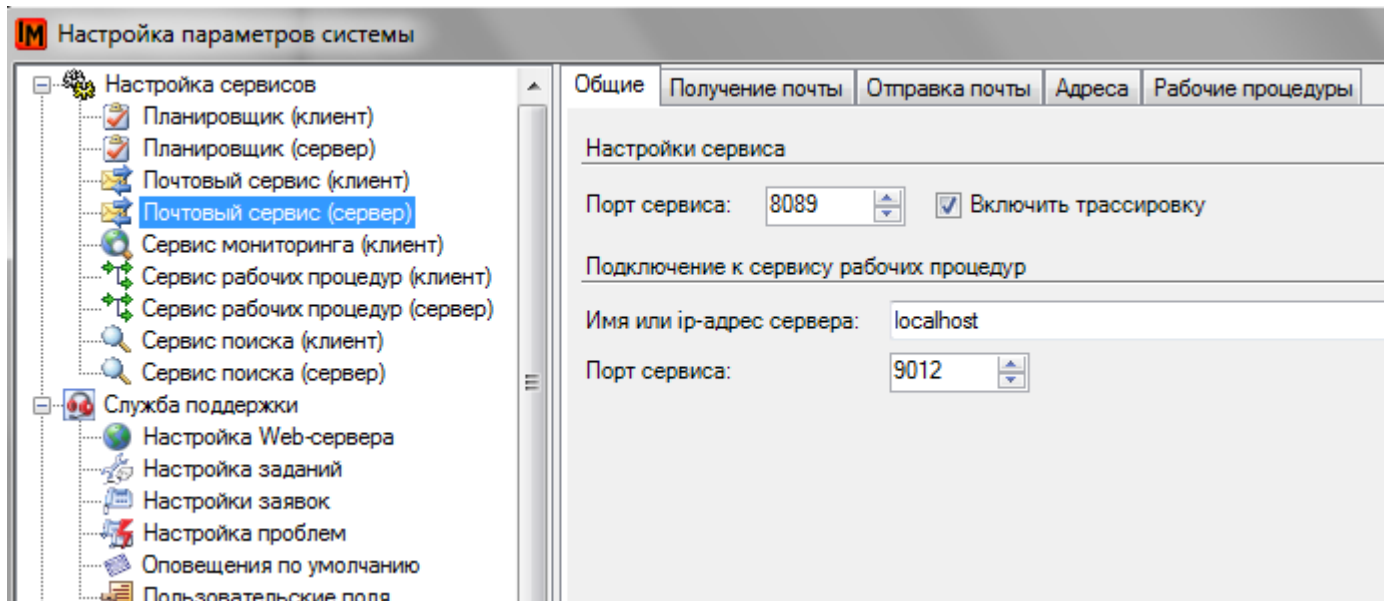 IM Настройка параметров системы
Настройка сервисов
Планировщик (клиент)
Планировщик (сервер)
Почтовый сервис (клиент)
Почтовый сервис (сервер)
Сервис мониторинга (клиент)
Сервис рабочих процедур (клиент)
Сервис рабочих процедур (сервер)
Сервис поиска (клиент)
Сервис поиска (сервер)
Служба поддержки
Настройка Web-сервера
Настройка заданий
Настройки заявок
Настройка проблем
Оповещения по умолчанию
Пользовательские поля
Общие Получение почты Отправка почты Адреса Рабочие процедуры
Настройки сервиса
Порт сервиса: 8089 Включить трассировку
Подключение к сервису рабочих процедур
Имя или ip-адрес сервера: localhost
Порт сервиса: 9012